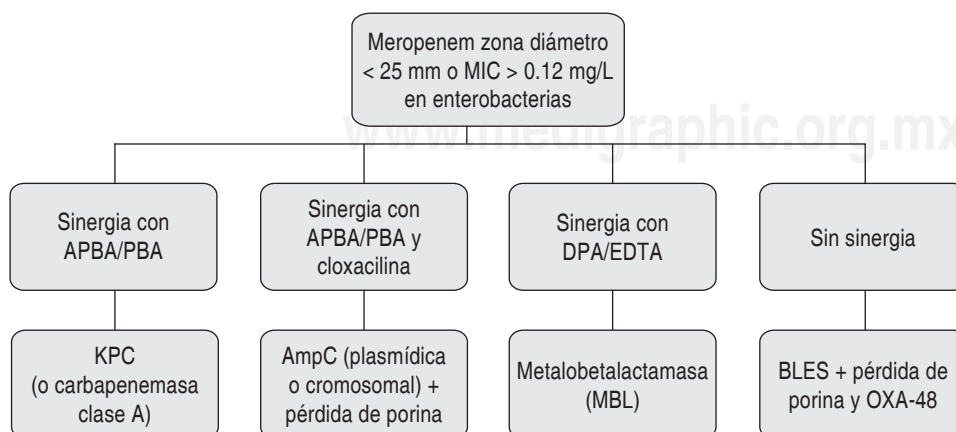 Meropenem zona diámetro
< 25 mm o MIC > 0.12 mg/L
en enterobacterias
www.medigraphic.org.mx
Sinergia con
APBA/PBA
Sinergia con
APBA/PBA y
cloxacilina
Sinergia con
DPA/EDTA
Sin sinergia
KPC
(o carbapenemasa
clase A)
AmpC (plasmídica
o cromosomal) +
pérdida de porina
Metalobetalactamasa
(MBL)
BLES + pérdida de
porina y OXA-48